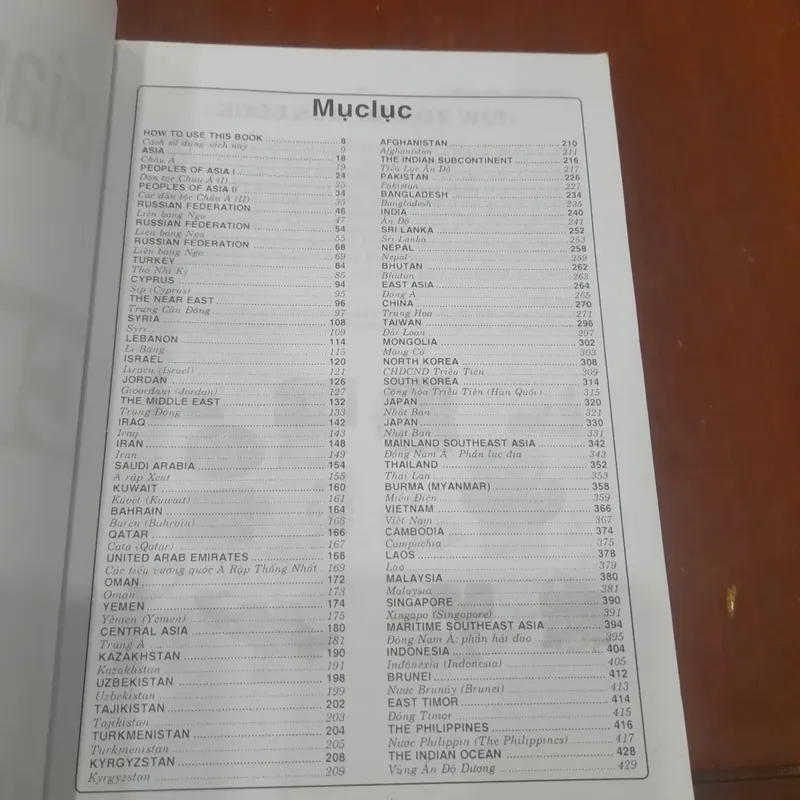 Mụclục
HOW TO USE THIS BOOK ........ 8
Cách sử dụng sách này ........ 9
ASIA ........ 18
Châu Á ........ 19
PEOPLES OF ASIA I ........ 24
Dân tộc Châu Á (I) ........ 25
PEOPLES OF ASIA II ........ 34
Các dân tộc Châu Á (II) ........ 35
RUSSIAN FEDERATION ........ 46
Liên bang Nga ........ 47
RUSSIAN FEDERATION ........ 54
Liên bang Nga ........ 55
RUSSIAN FEDERATION ........ 68
Liên bang Nga ........ 69
TURKEY ........ 84
Thổ Nhĩ Kỳ ........ 85
CYPRUS ........ 94
Síp (Cyprus) ........ 95
THE NEAR EAST ........ 96
Trung Cận Đông ........ 97
SYRIA ........ 108
Syri ........ 109
LEBANON ........ 114
Li Băng ........ 115
ISRAEL ........ 120
Israen (Israel) ........ 121
JORDAN ........ 126
Gioocđani (Jordan) ........ 127
THE MIDDLE EAST ........ 132
Trung Đông ........ 133
IRAQ ........ 142
Iraq ........ 143
IRAN ........ 148
Iran ........ 149
SAUDI ARABIA ........ 154
A rập Xeut ........ 155
KUWAIT ........ 160
Kuoet (Kuwait) ........ 161
BAHRAIN ........ 164
Baren (Bahrain) ........ 165
QATAR ........ 166
Cata (Qatar) ........ 167
UNITED ARAB EMIRATES ........ 168
Các tiểu vương quốc A Rập Thống Nhất ........ 169
OMAN ........ 172
Oman ........ 173
YEMEN ........ 174
Yêmen (Yemen) ........ 175
CENTRAL ASIA ........ 180
Trung Á ........ 181
KAZAKHSTAN ........ 190
Kazakhstan ........ 191
UZBEKISTAN ........ 198
Uzbekistan ........ 199
TAJIKISTAN ........ 202
Tajikistan ........ 203
TURKMENISTAN ........ 204
Turkmenistan ........ 205
KYRGYZSTAN ........ 208
Kyrgyzstan ........ 209
AFGHANISTAN ........ 210
Afghanistan ........ 211
THE INDIAN SUBCONTINENT ........ 216
Tiểu Lục Ấn Độ ........ 217
PAKISTAN ........ 226
Pakistan ........ 227
BANGLADESH ........ 234
Bangladesh ........ 235
INDIA ........ 240
Ấn Độ ........ 241
SRI LANKA ........ 252
Sri Lanka ........ 253
NEPAL ........ 258
Nepal ........ 259
BHUTAN ........ 262
Bhutan ........ 263
EAST ASIA ........ 264
Đông Á ........ 265
CHINA ........ 270
Trung Hoa ........ 271
TAIWAN ........ 296
Đài Loan ........ 297
MONGOLIA ........ 302
Mông Cổ ........ 303
NORTH KOREA ........ 308
CHDCND Triều Tiên ........ 309
SOUTH KOREA ........ 314
Cộng hòa Triều Tiên (Hàn Quốc) ........ 315
JAPAN ........ 320
Nhật Bản ........ 321
JAPAN ........ 330
Nhật Bản ........ 331
MAINLAND SOUTHEAST ASIA ........ 342
Đông Nam Á - Phần lục địa ........ 343
THAILAND ........ 352
Thái Lan ........ 353
BURMA (MYANMAR) ........ 358
Miến Điện ........ 359
VIETNAM ........ 366
Việt Nam ........ 367
CAMBODIA ........ 374
Campuchia ........ 375
LAOS ........ 378
Lào ........ 379
MALAYSIA ........ 380
Malaysia ........ 381
SINGAPORE ........ 390
Xingapo (Singapore) ........ 391
MARITIME SOUTHEAST ASIA ........ 394
Đông Nam Á: phần hải đảo ........ 395
INDONESIA ........ 404
Inđônêxia (Indonesia) ........ 405
BRUNEI ........ 412
Nước Brunây (Brunei) ........ 413
EAST TIMOR ........ 414
Đông Timor ........ 415
THE PHILIPPINES ........ 416
Nước Philippin (The Philippines) ........ 417
THE INDIAN OCEAN ........ 428
Vùng Ấn Độ Dương ........ 429